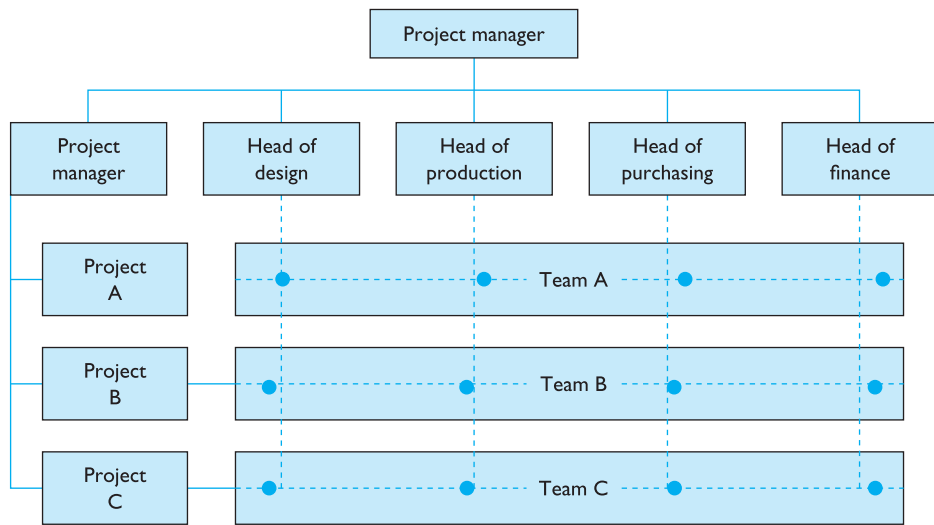 Project manager
Project
manager
Head of
design
Head of
production
Head of
purchasing
Head of
finance
Project
A
Team A
Project
B
Team B
Project
C
Team C